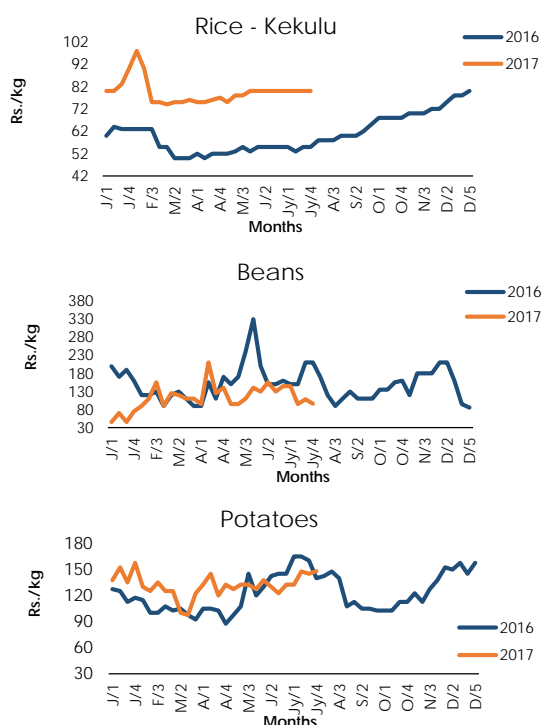 Rice - Kekulu
2016
2017
Rs./kg
102
92
82
72
62
52
42
J/1
J/4
F/3
M/2
A/1
A/4
M/3
J/2
Jy/1
Jy/4
A/3
S/2
O/1
O/4
N/3
D/2
D/5
Months
Beans
2016
2017
Rs./kg
380
330
280
230
180
130
80
30
J/1
J/4
F/3
M/2
A/1
A/4
M/3
J/2
Jy/1
Jy/4
A/3
S/2
O/1
O/4
N/3
D/2
D/5
Months
Potatoes
Rs./kg
180
150
120
90
60
30
2016
2017
J/1
J/4
F/3
M/2
A/1
A/4
M/3
J/2
Jy/1
Jy/4
A/3
S/2
O/1
O/4
N/3
D/2
D/5
Months